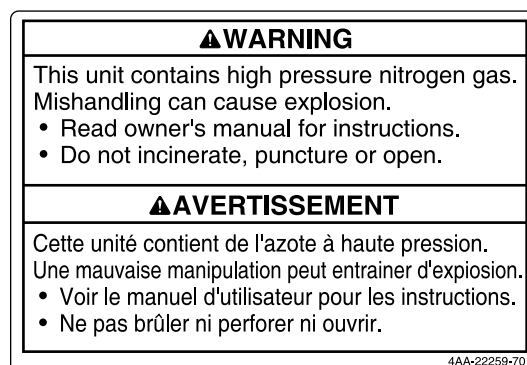 ⚠WARNING
This unit contains high pressure nitrogen gas.
Mishandling can cause explosion.
• Read owner's manual for instructions.
• Do not incinerate, puncture or open.
⚠AVERTISSEMENT
Cette unité contient de l'azote à haute pression.
Une mauvaise manipulation peut entrainer d'explosion.
• Voir le manuel d'utilisateur pour les instructions.
• Ne pas brûler ni perforer ni ouvrir.
4AA-22259-70